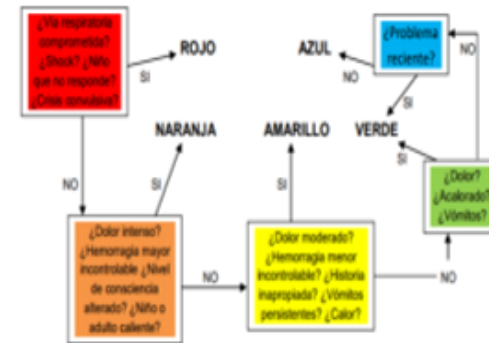 ¿Vía respiratoria
comprometida?
¿Shock? ¿Niño
que no responde?
¿Crisis convulsiva?
SI
ROJO
AZUL
NO
¿Problema
reciente?
NO
SI
NARANJA
AMARILLO
VERDE
NO
SI
SI
SI
¿Dolor?
¿Acalorado?
¿Vómitos?
¿Dolor intenso?
¿Hemorragia mayor
incontrolable ¿Nivel
de consciencia
alterado? ¿Niño o
adulto caliente?
NO
¿Dolor moderado?
¿Hemorragia menor
incontrolable? ¿Historia
inapropiada? ¿Vómitos
persistentes? ¿Calor?
NO